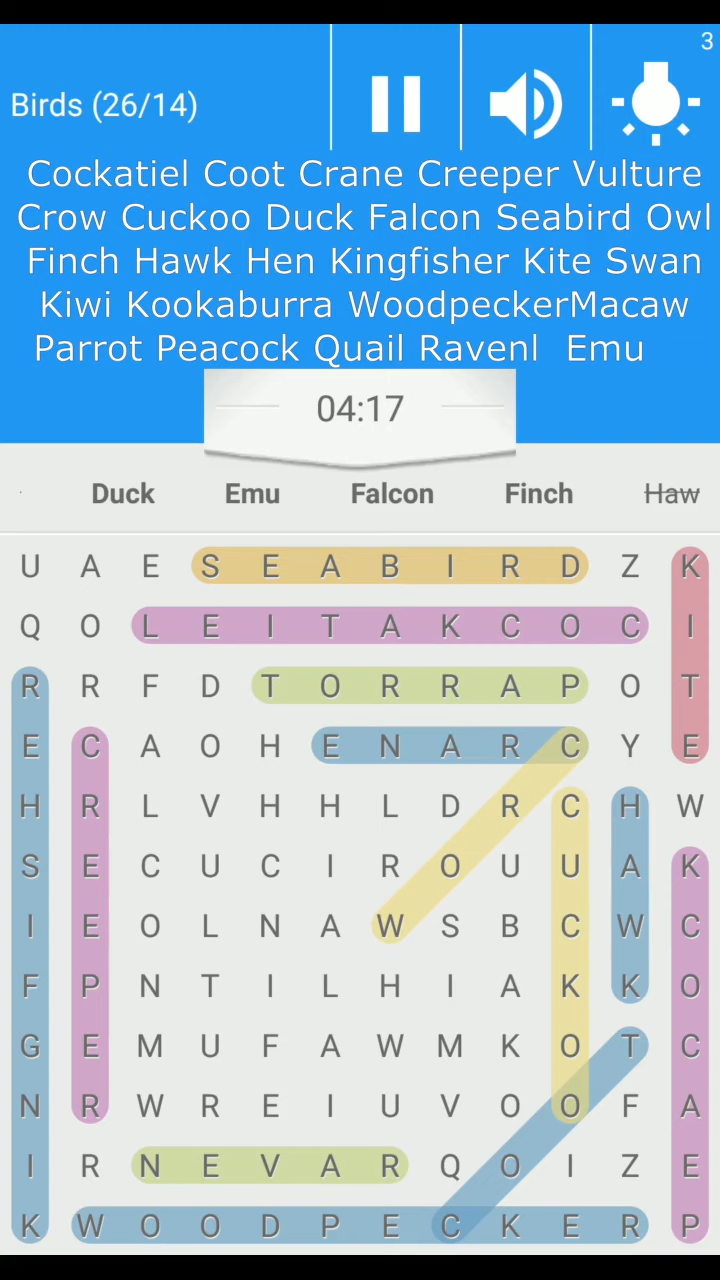 3
Birds (26/14)
Cockatiel Coot Crane Creeper Vulture
Crow Cuckoo Duck Falcon Seabird Owl
Finch Hawk Hen Kingfisher Kite Swan
Kiwi Kookaburra WoodpeckerMacaw
Parrot Peacock Quail Ravenl Emu
04:17
Duck Emu Falcon Finch Haw
U A E S E A B I R D Z K
Q O L E I T A K C O C I
R R F D T O R R A P O T
E C A O H E N A R C Y E
H R L V H H L D R C H W
S E C U C I R O U U A K
I E O L N A W S B C W C
F P N T I L H I A K K O
G E M U F A W M K O T C
N R W R E I U V O O F A
I R N E V A R Q O I Z E
K W O O D P E C K E R P